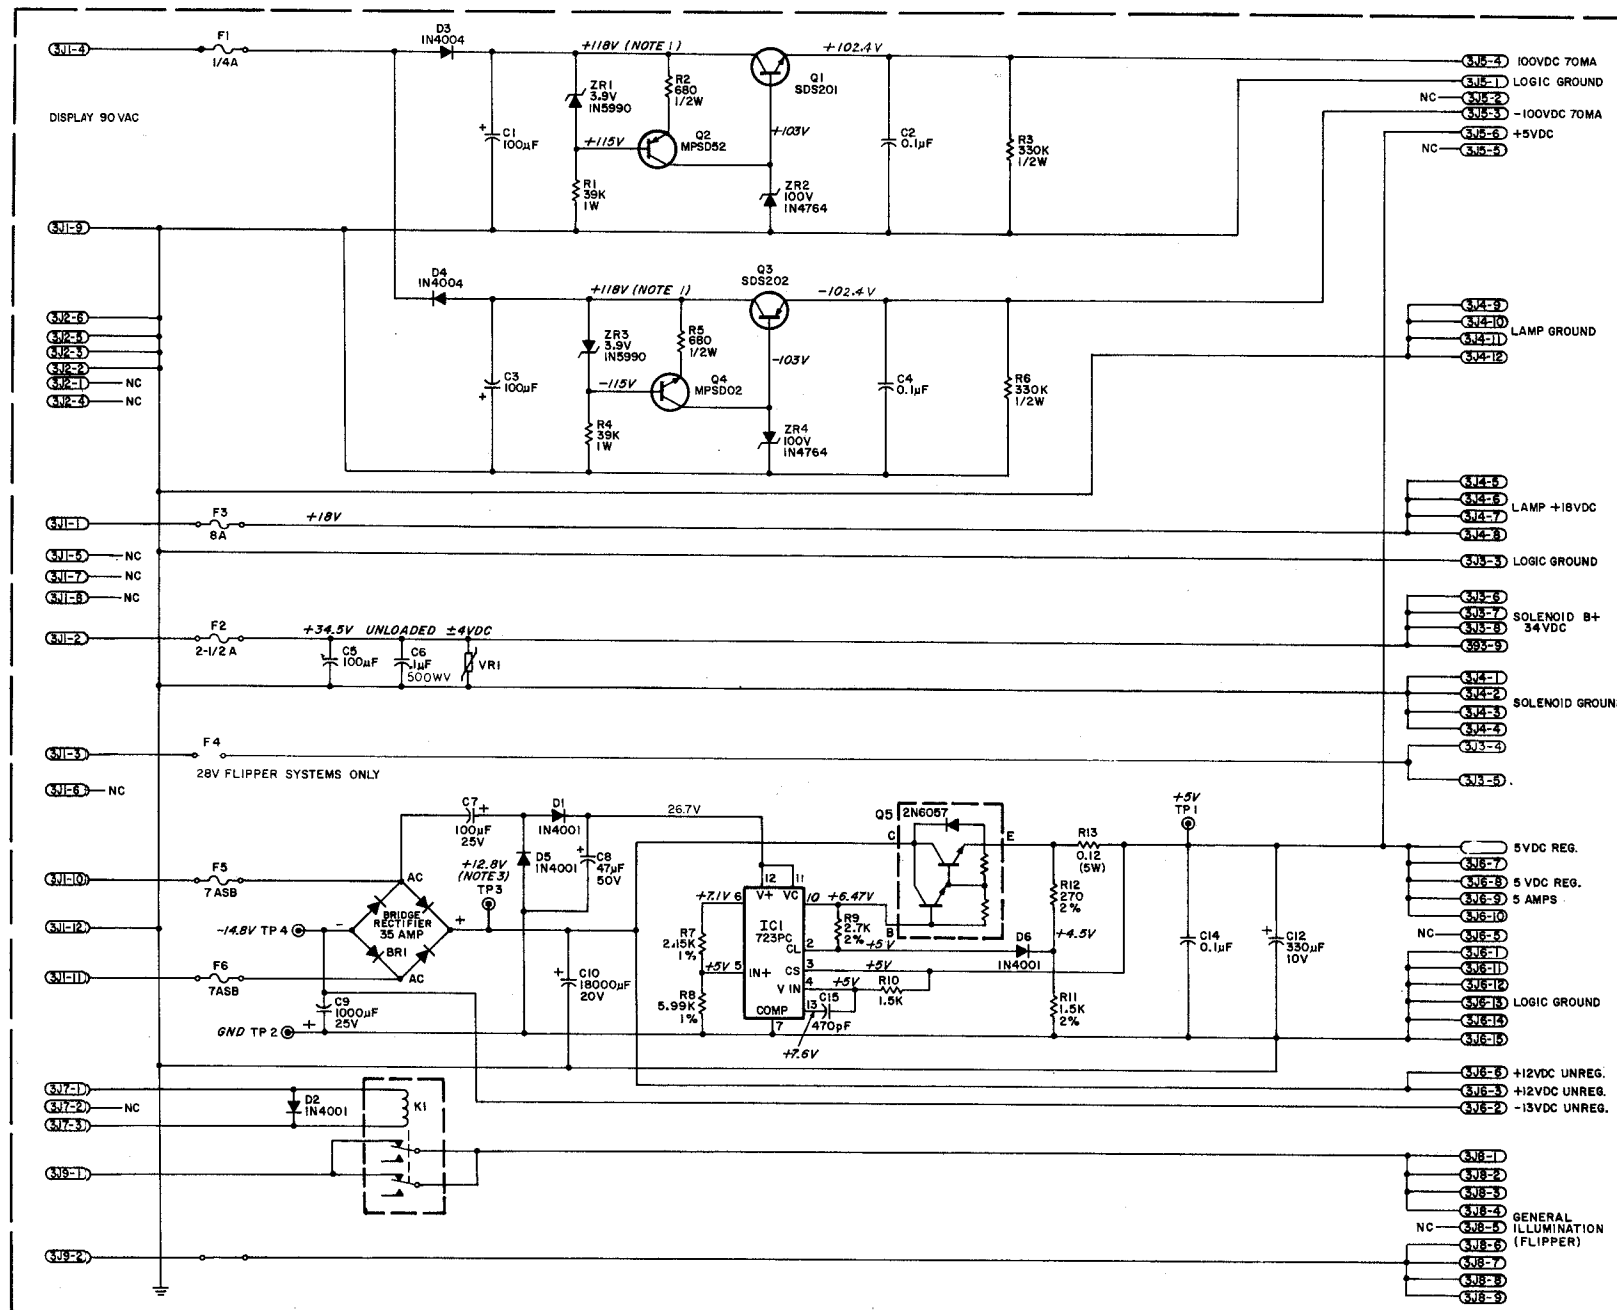 3J1-4
F1
1/4A
D3
1N4004
+118V (NOTE 1)
+102.4V
Q1
SDS201
3J5-4 100VDC 70MA
3J5-1 LOGIC GROUND
NC 3J5-2
3J5-3 -100VDC 70MA
3J5-6 +5VDC
NC 3J5-5
DISPLAY 90 VAC
ZR1
3.9V
IN5990
R2
680
1/2W
C1
100µF
+115V
Q2
MPSD52
+103V
C2
0.1µF
R3
330K
1/2W
R1
39K
1W
ZR2
100V
1N4764
3J1-9
D4
1N4004
+118V (NOTE 1)
Q3
SDS202
-102.4V
3J2-6
3J2-5
3J2-3
3J2-2
3J2-1 NC
3J2-4 NC
ZR3
3.9V
IN5990
R5
680
1/2W
-103V
C3
100µF
-115V
Q4
MPSD02
C4
0.1µF
R6
330K
1/2W
R4
39K
1W
ZR4
100V
1N4764
3J4-9
3J4-10
LAMP GROUND
3J4-11
3J4-12
3J4-5
3J4-6
LAMP +18VDC
3J4-7
3J4-8
3J1-1
F3
8A
+18V
3J1-5 NC
3J1-7 NC
3J1-8 NC
3J3-3 LOGIC GROUND
3J1-2
F2
2-1/2 A
+34.5V UNLOADED ±4VDC
C5
100µF
C6
.1µF
500WV
VR1
3J3-6
3J3-7
SOLENOID B+
3J3-8
34VDC
393-9
3J4-1
3J4-2
SOLENOID GROUN
3J4-3
3J4-4
3J3-4
3J3-5
3J1-3
F4
28V FLIPPER SYSTEMS ONLY
3J1-6 NC
C7
100µF
25V
D1
1N4001
26.7V
Q5
2N6057
C
E
B
+5V
TP1
R13
0.12
(5W)
3J1-10
F5
7 ASB
AC
D5
1N4001
C8
47µF
50V
+12.8V
(NOTE 3)
TP3
12
11
V+
VC
+7.1V 6
10 +6.47V
IC1
723PC
R9
2.7K
2%
R12
270
2%
+4.5V
3J1-12
-14.8V TP4
BRIDGE
RECTIFIER
35 AMP
BR1
-
+
R7
2.15K
1%
CL
2
+5V
D6
1N4001
+5V 5
IN+
CS
3
+5V
V IN
4
+5V
R10
1.5K
3J1-11
F6
7ASB
AC
C10
18000µF
20V
R8
5.99K
1%
COMP
13 C15
470pF
7
+7.6V
R11
1.5K
2%
C14
0.1µF
C12
330µF
10V
C9
1000µF
25V
GND TP2
5VDC REG.
3J6-7
3J6-8 5 VDC REG.
3J6-9 5 AMPS
3J6-10
NC 3J6-5
3J6-1
3J6-11
3J6-12
3J6-13 LOGIC GROUND
3J6-14
3J6-15
3J6-6 +12VDC UNREG.
3J6-3 +12VDC UNREG.
3J6-2 -13VDC UNREG.
3J7-1
3J7-2 NC
3J7-3
D2
1N4001
K1
3J9-1
3J8-1
3J8-2
3J8-3
3J8-4
GENERAL
NC 3J8-5 ILLUMINATION
3J8-6 (FLIPPER)
3J8-7
3J8-8
3J8-9
3J9-2